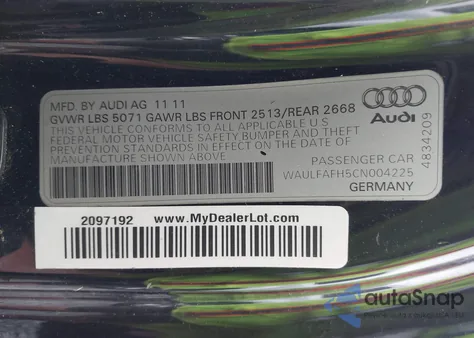 MFD. BY AUDI AG 11 11
GVWR LBS 5071 GAWR LBS FRONT 2513/REAR 2668
THIS VEHICLE CONFORMS TO ALL APPLICABLE U S
FEDERAL MOTOR VEHICLE SAFETY BUMPER AND THEFT
PREVENTION STANDARDS IN EFFECT ON THE DATE OF
MANUFACTURE SHOWN ABOVE
Audi
4834209
PASSENGER CAR
WAULFAFH5CN004225
GERMANY
2097192 www.MyDealerLot.com
autoSnap